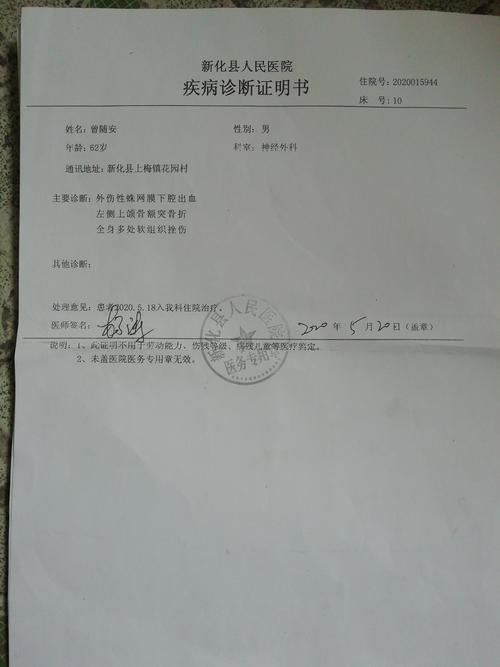 新化县人民医院
疾病诊断证明书
住院号：2020015944
床 号：10
姓名：曾随安 性别：男
年龄：62岁 科室：神经外科
通讯地址：新化县上梅镇花园村
主要诊断：外伤性蛛网膜下腔出血
左侧上颌骨额突骨折
全身多处软组织挫伤
其他诊断：
处理意见：患者2020.5.18入我科住院治疗。
医师签名： 2020 年 5 月 20日（盖章）
说明：1、此证明不用于劳动能力、伤残等级、病残儿童等医疗鉴定。
2、未盖医院医务专用章无效。
新化县人民医院
医务专用章